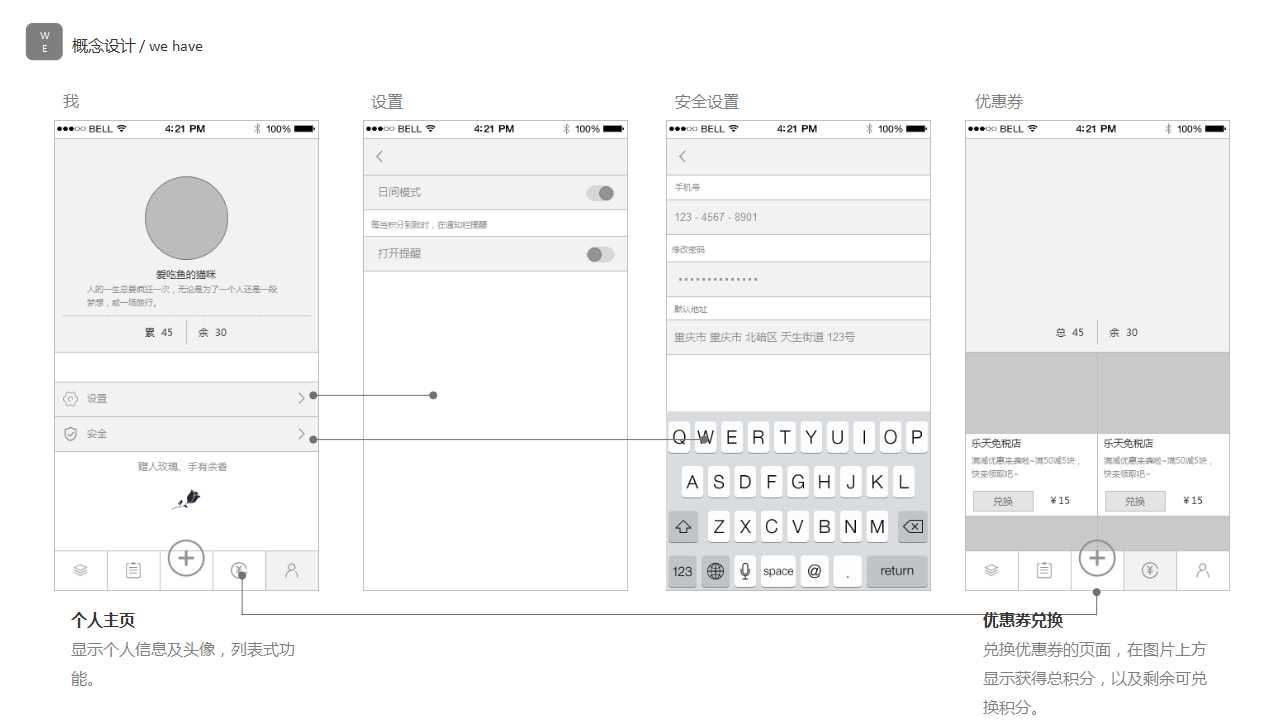 W
E
概念设计 / we have
我
BELL 4:21 PM 100%
爱吃鱼的猫咪
人的一生总要疯狂一次，无论是为了一个人还是一段
梦想，或一场旅行。
累 45 余 30
设置
安全
赠人玫瑰、手有余香
个人主页
显示个人信息及头像，列表式功
能。
设置
BELL 4:21 PM 100%
日间模式
每当积分到账时，在通知栏提醒
打开提醒
安全设置
BELL 4:21 PM 100%
手机号
123 - 4567 - 8901
修改密码
默认地址
重庆市 重庆市 北碚区 天生街道 123号
Q W E R T Y U I O P
A S D F G H J K L
Z X C V B N M
123 space @ . return
优惠券
BELL 4:21 PM 100%
总 45 余 30
乐天免税店
满减优惠来袭啦~满50减5块，
快来领取吧~
兑换 ¥ 15
乐天免税店
满减优惠来袭啦~满50减5块，
快来领取吧~
兑换 ¥ 15
优惠券兑换
兑换优惠券的页面，在图片上方
显示获得总积分，以及剩余可兑
换积分。